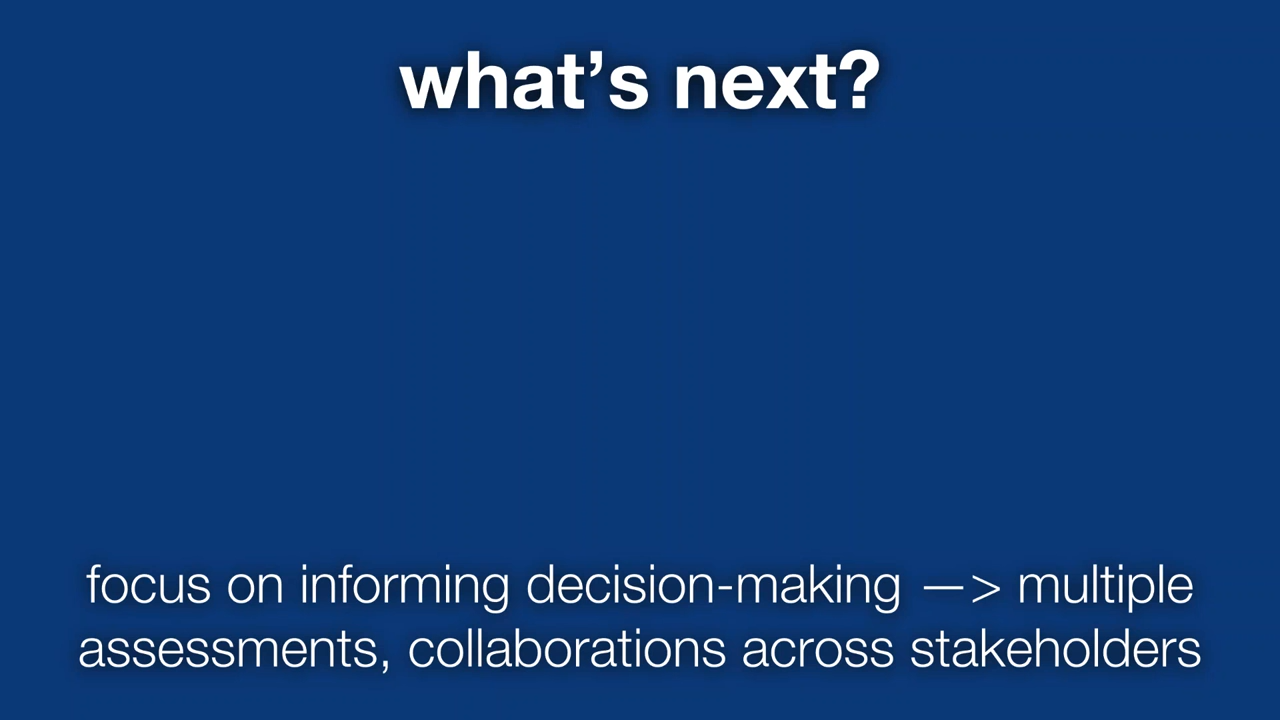 what’s next?
focus on informing decision-making —> multiple
assessments, collaborations across stakeholders